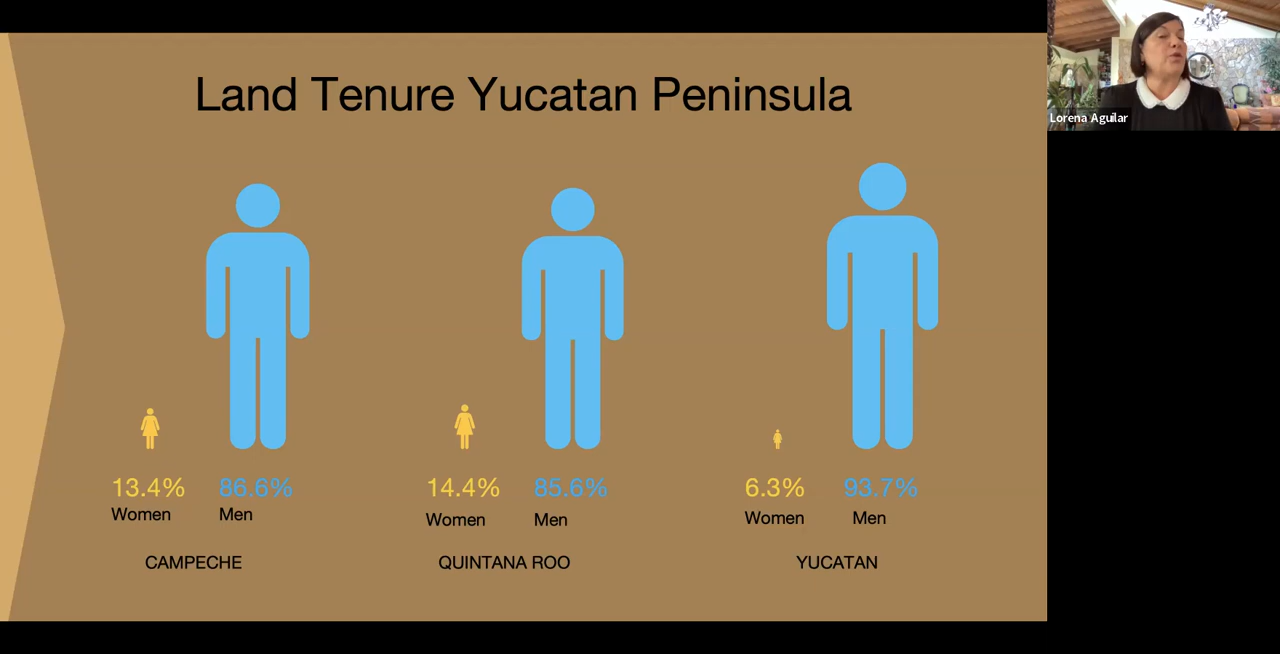 Land Tenure Yucatan Peninsula
Lorena Aguilar
13.4% 86.6%
Women Men
CAMPECHE
14.4% 85.6%
Women Men
QUINTANA ROO
6.3% 93.7%
Women Men
YUCATAN